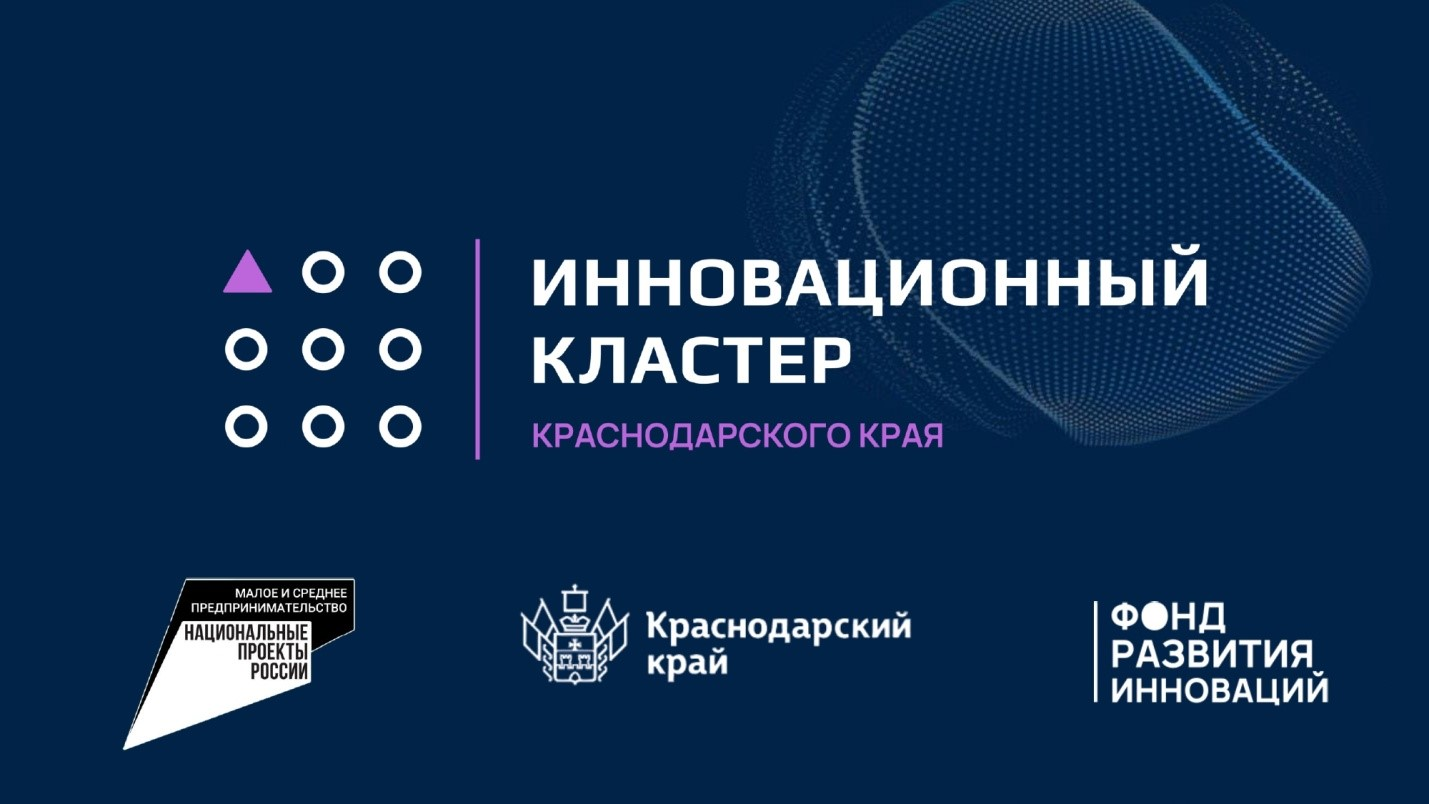 ИННОВАЦИОННЫЙ
КЛАСТЕР
КРАСНОДАРСКОГО КРАЯ
МАЛОЕ И СРЕДНЕЕ
ПРЕДПРИНИМАТЕЛЬСТВО
НАЦИОНАЛЬНЫЕ
ПРОЕКТЫ
РОССИИ
Краснодарский
край
ФОНД
РАЗВИТИЯ
ИННОВАЦИЙ